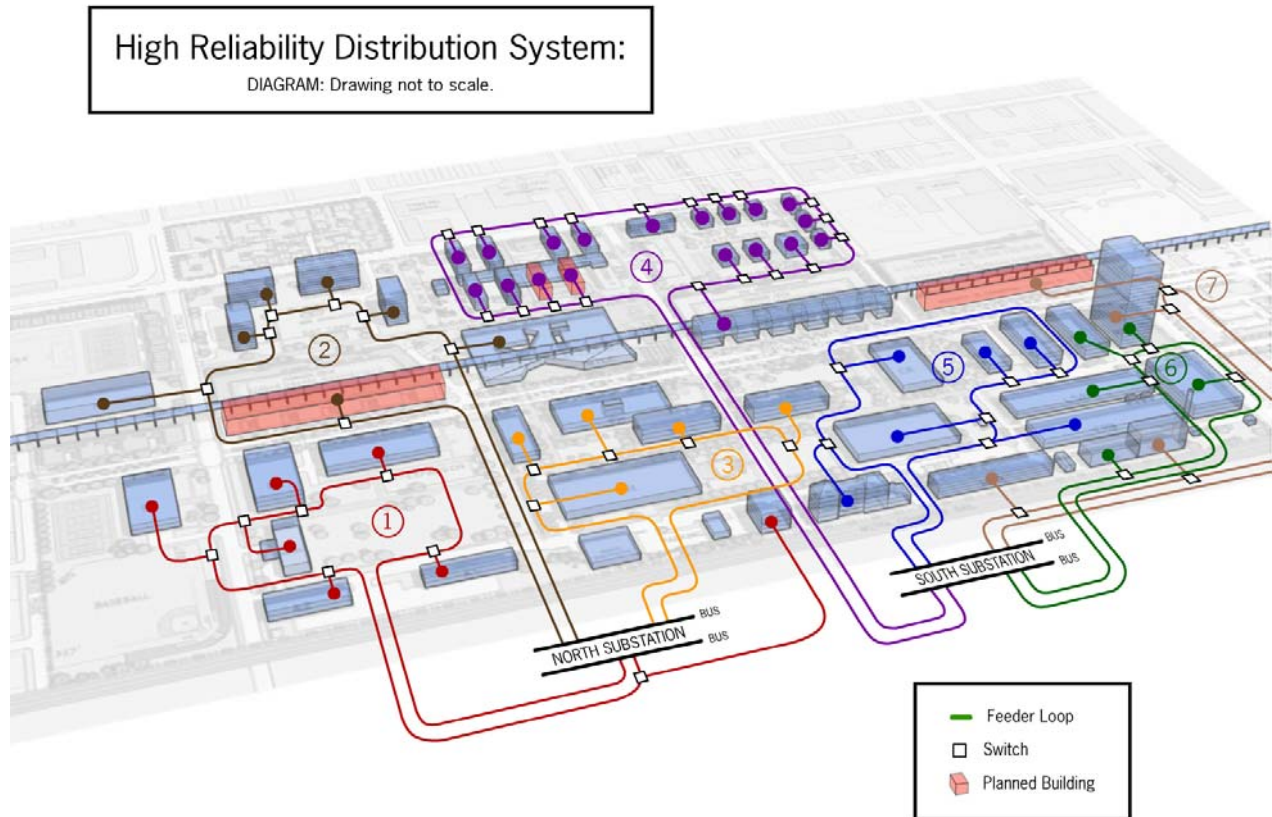 High Reliability Distribution System:
DIAGRAM: Drawing not to scale.
4
7
2
5
6
3
1
BUS
SOUTH SUBSTATION
BUS
BUS
NORTH SUBSTATION
BUS
BASEBALL
Feeder Loop
Switch
Planned Building